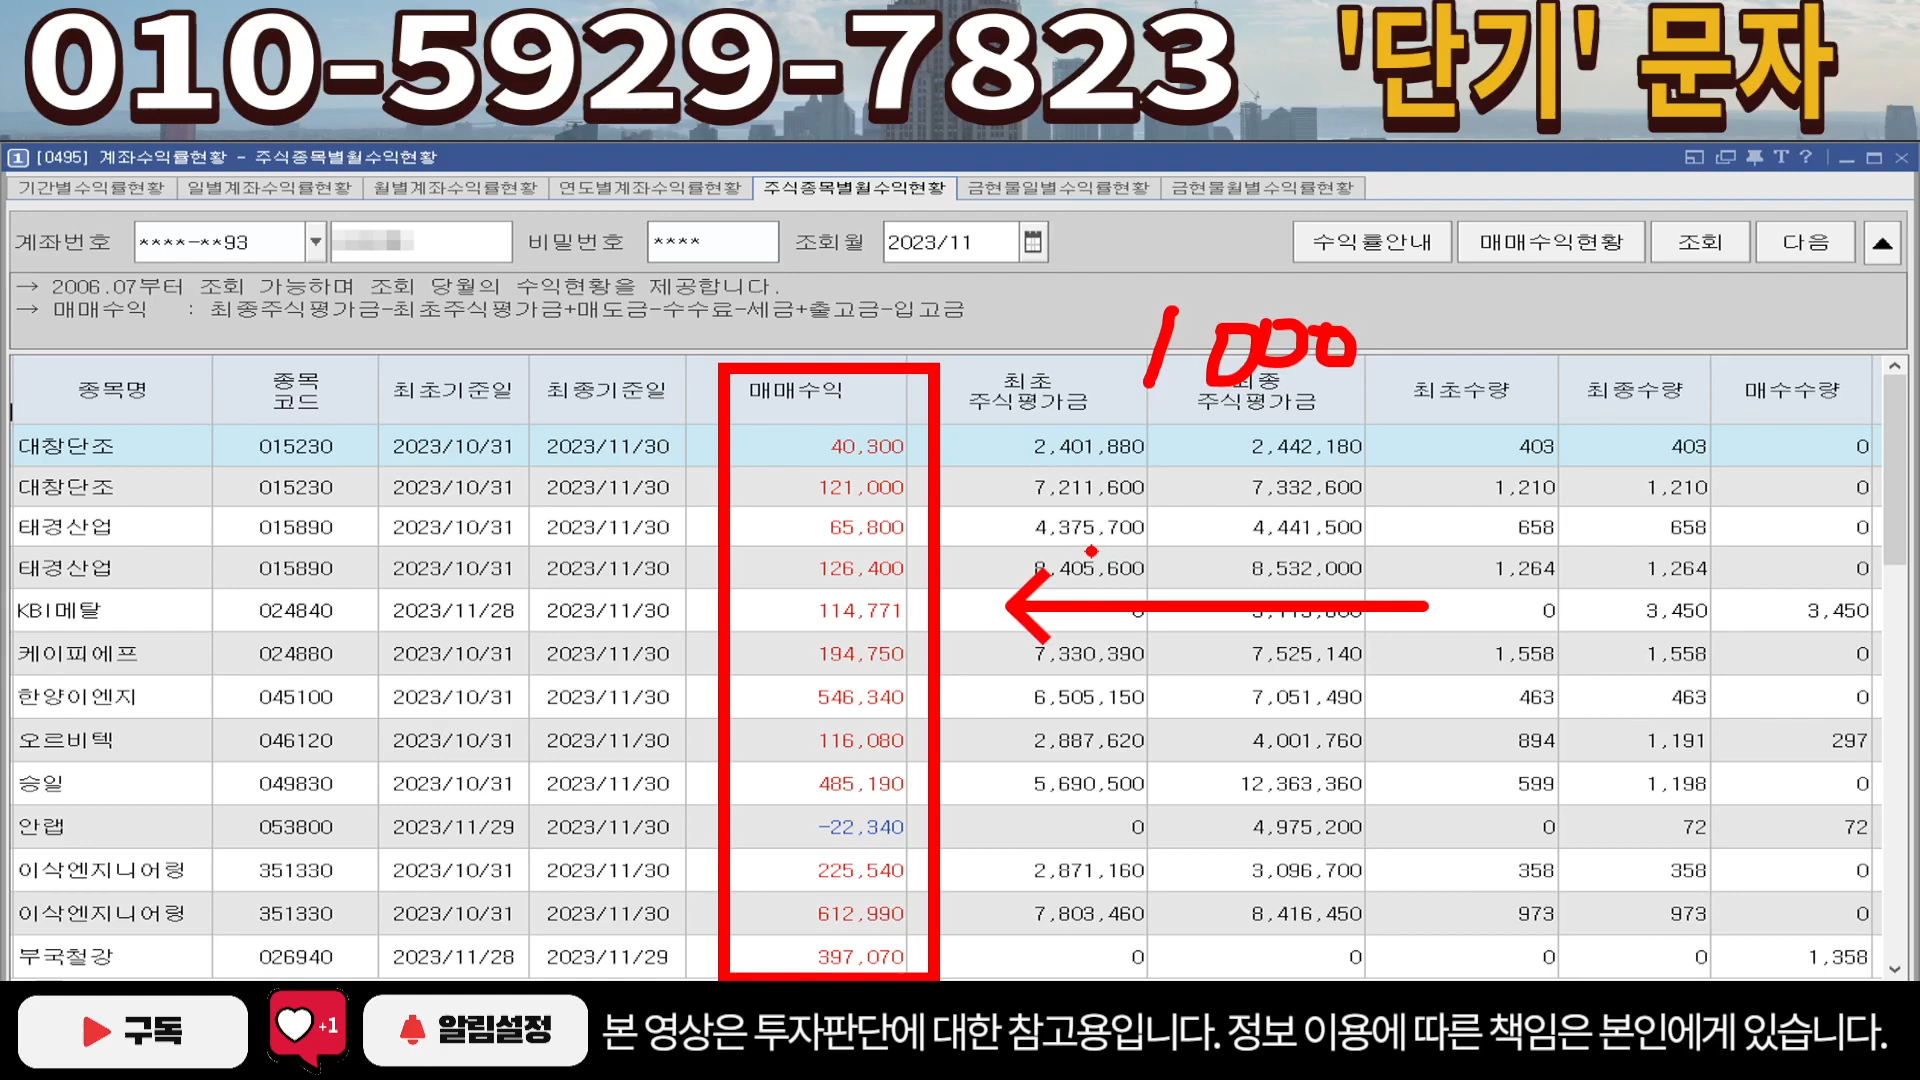 010-5929-7823 '단기' 문자
1 [0495] 계좌수익률현황 - 주식종목별월수익현황
기간별수익률현황 일별계좌수익률현황 월별계좌수익률현황 연도별계좌수익률현황 주식종목별월수익현황 금현물일별수익률현황 금현물월별수익률현황
계좌번호 ****-**93 비밀번호 **** 조회월 2023/11 수익률안내 매매수익현황 조회 다음
→ 2006.07부터 조회 가능하며 조회 당월의 수익현황을 제공합니다.
→ 매매수익 : 최종주식평가금-최초주식평가금+매도금-수수료-세금+출고금-입고금
1000
종목명 종목코드 최초기준일 최종기준일 매매수익 최초주식평가금 최종주식평가금 최초수량 최종수량 매수수량
대창단조 015230 2023/10/31 2023/11/30 40,300 2,401,880 2,442,180 403 403 0
대창단조 015230 2023/10/31 2023/11/30 121,000 7,211,600 7,332,600 1,210 1,210 0
태경산업 015890 2023/10/31 2023/11/30 65,800 4,375,700 4,441,500 658 658 0
태경산업 015890 2023/10/31 2023/11/30 126,400 8,405,600 8,532,000 1,264 1,264 0
KBI메탈 024840 2023/11/28 2023/11/30 114,771 0 0 3,450 3,450
케이피에프 024880 2023/10/31 2023/11/30 194,750 7,330,390 7,525,140 1,558 1,558 0
한양이엔지 045100 2023/10/31 2023/11/30 546,340 6,505,150 7,051,490 463 463 0
오르비텍 046120 2023/10/31 2023/11/30 116,080 2,887,620 4,001,760 894 1,191 297
승일 049830 2023/10/31 2023/11/30 485,190 5,690,500 12,363,360 599 1,198 0
안랩 053800 2023/11/29 2023/11/30 -22,340 0 4,975,200 0 72 72
이삭엔지니어링 351330 2023/10/31 2023/11/30 225,540 2,871,160 3,096,700 358 358 0
이삭엔지니어링 351330 2023/10/31 2023/11/30 612,990 7,803,460 8,416,450 973 973 0
부국철강 026940 2023/11/28 2023/11/29 397,070 0 0 0 0 1,358
구독 +1 알림설정 본 영상은 투자판단에 대한 참고용입니다. 정보 이용에 따른 책임은 본인에게 있습니다.